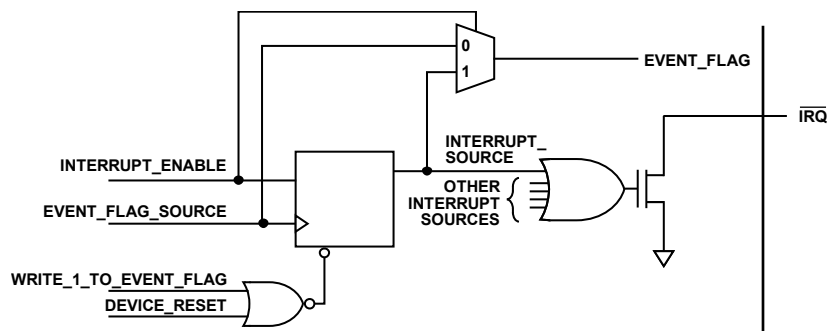 0
1
EVENT_FLAG
IRQ
INTERRUPT_ENABLE
INTERRUPT_
SOURCE
OTHER
INTERRUPT
SOURCES
EVENT_FLAG_SOURCE
WRITE_1_TO_EVENT_FLAG
DEVICE_RESET